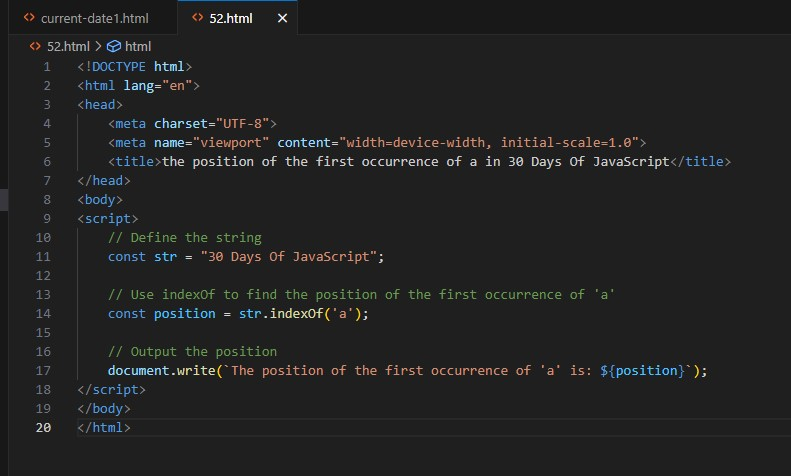 current-date1.html 52.html ×
52.html > html
1 <!DOCTYPE html>
2 <html lang="en">
3 <head>
4     <meta charset="UTF-8">
5     <meta name="viewport" content="width=device-width, initial-scale=1.0">
6     <title>the position of the first occurrence of a in 30 Days Of JavaScript</title>
7 </head>
8 <body>
9 <script>
10     // Define the string
11     const str = "30 Days Of JavaScript";
12
13     // Use indexOf to find the position of the first occurrence of 'a'
14     const position = str.indexOf('a');
15
16     // Output the position
17     document.write(`The position of the first occurrence of 'a' is: ${position}`);
18 </script>
19 </body>
20 </html>